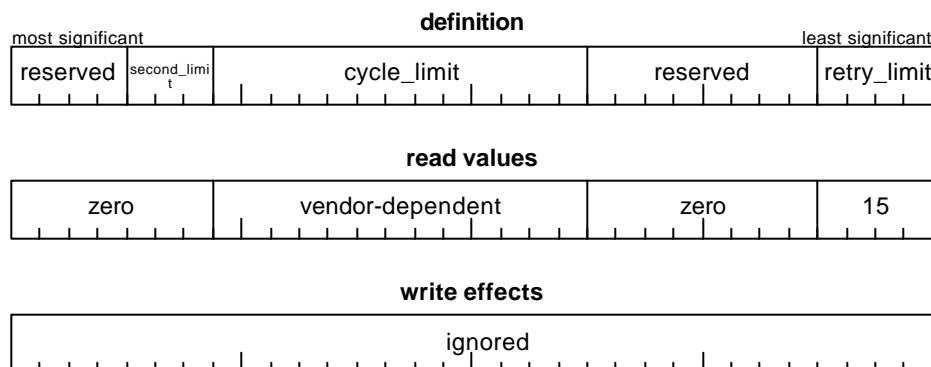 definition
most significant least significant
reserved second_limi cycle_limit reserved retry_limit
t
read values
zero vendor-dependent zero 15
write effects
ignored